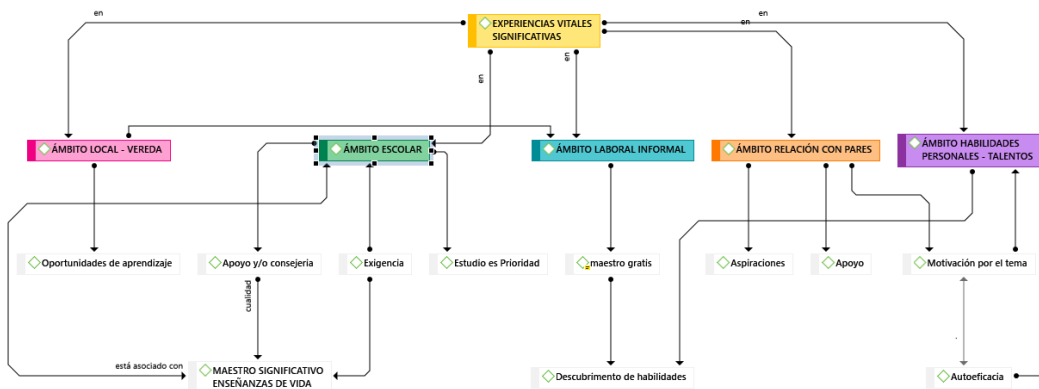 en
EXPERIENCIAS VITALES
SIGNIFICATIVAS
en
en
en
en
ÁMBITO LOCAL - VEREDA
ÁMBITO ESCOLAR
ÁMBITO LABORAL INFORMAL
ÁMBITO RELACIÓN CON PARES
ÁMBITO HABILIDADES
PERSONALES - TALENTOS
Oportunidades de aprendizaje
Apoyo y/o consejeria
Exigencia
Estudio es Prioridad
maestro gratis
Aspiraciones
Apoyo
Motivación por el tema
cualidad
está asociado con
MAESTRO SIGNIFICATIVO
ENSEÑANZAS DE VIDA
Descubrimento de habilidades
Autoeficacia